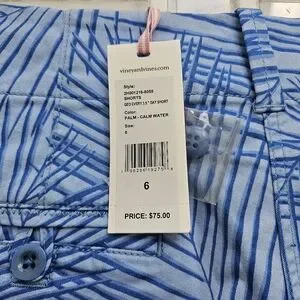 vineyardvines.com
Style:
SHORTS
Color:
PALM - CALM WATER
Size:
6
6
PRICE: $75.00